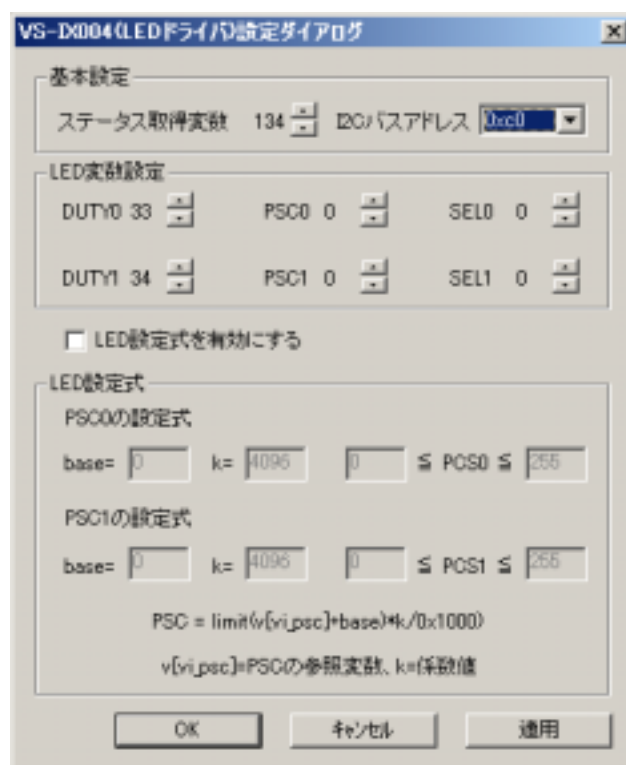 VS-IX004(LEDドライバ)設定ダイアログ
基本設定
ステータス取得変数 134 I2Cバスアドレス 0xc0
LED変数設定
DUTY0 33 PSC0 0 SEL0 0
DUTY1 34 PSC1 0 SEL1 0
LED設定式を有効にする
LED設定式
PSC0の設定式
base= 0 k= 4096 0 ≦ PCS0 ≦ 255
PSC1の設定式
base= 0 k= 4096 0 ≦ PCS1 ≦ 255
PSC = limit(v[vi_psc]+base)*k/0x1000)
v[vi_psc]=PSCの参照変数、k=係数値
OK キャンセル 適用